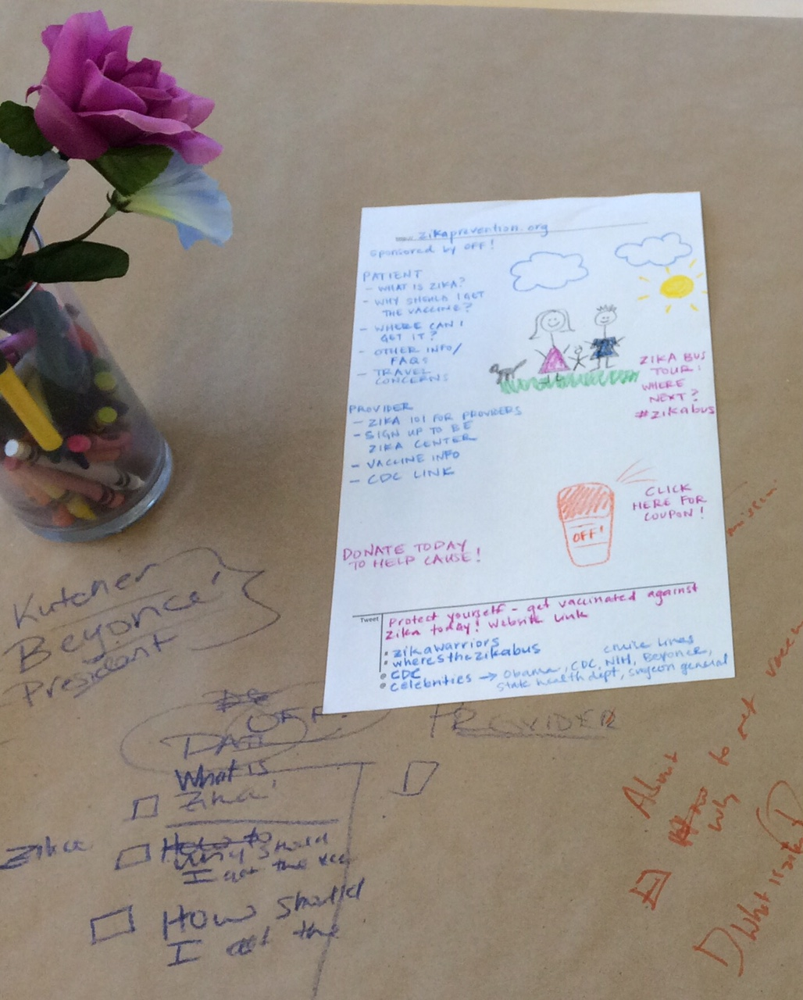 zikaprevention.org
sponsored by OFF!
PATIENT
- WHAT IS ZIKA?
- WHY SHOULD I GET
THE VACCINE?
- WHERE CAN I
GET IT?
- OTHER INFO/
FAQs
- TRAVEL
CONCERNS
ZIKA BUS
TOUR:
WHERE
NEXT?
#zikabus
PROVIDER
- ZIKA 101 FOR PROVIDERS
- SIGN UP TO BE
ZIKA CENTER
- VACCINE INFO
- CDC LINK
CLICK
HERE FOR
COUPON!
OFF!
DONATE TODAY
TO HELP CAUSE!
Tweet
Protect yourself - get vaccinated against
Zika today! Website Link
• zikawarriors
• wheresthezikabus
• CDC
• celebrities → Obama, CDC, NIH, Beyonce,
cruise lines
state health dept, surgeon general
Kutcher
Beyonce
President
OFF!
PROVIDER
What is
Zika?
Zika
How to
Why should
I get the vacc
How should
I get the
About
How
Why to get vaccin
What is zika?